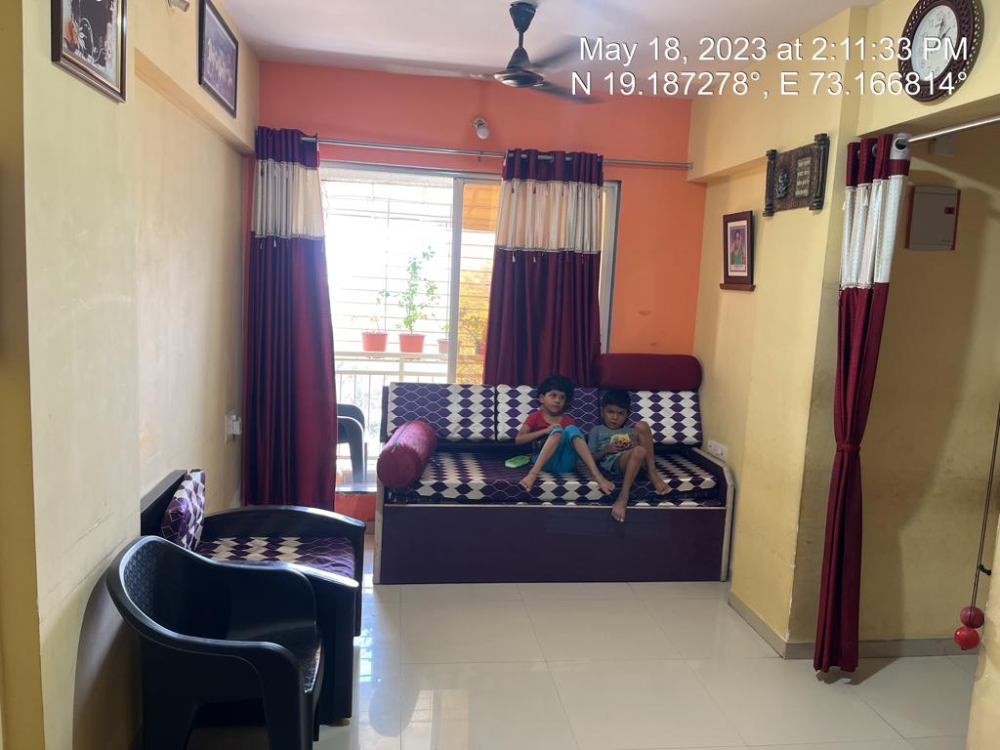 May 18, 2023 at 2:11:33 PM
N 19.187278°, E 73.166814°